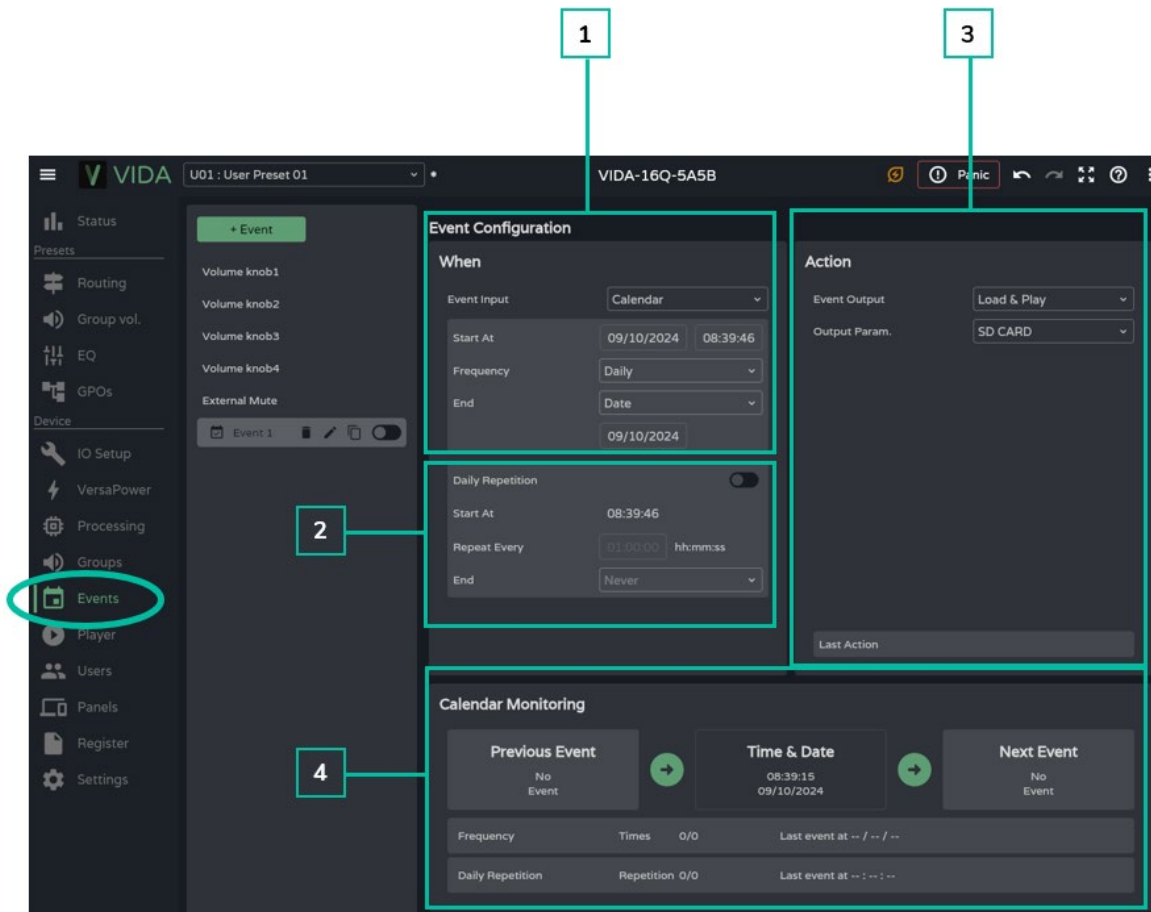 1
3
VIDA
U01 : User Preset 01
VIDA-16Q-5A5B
Panic
Status
Presets
Routing
Group vol.
EQ
GPOs
Device
IO Setup
VersaPower
Processing
Groups
Events
Player
Users
Panels
Register
Settings
+ Event
Volume knob1
Volume knob2
Volume knob3
Volume knob4
External Mute
Event 1
2
4
Event Configuration
When
Event Input Calendar
Start At 09/10/2024 08:39:46
Frequency Daily
End Date
09/10/2024
Daily Repetition
Start At 08:39:46
Repeat Every 01:00:00 hh:mm:ss
End Never
Action
Event Output Load & Play
Output Param. SD CARD
Last Action
Calendar Monitoring
Previous Event
No
Event
Time & Date
08:39:15
09/10/2024
Next Event
No
Event
Frequency Times 0/0 Last event at -- / -- / --
Daily Repetition Repetition 0/0 Last event at -- : -- : --